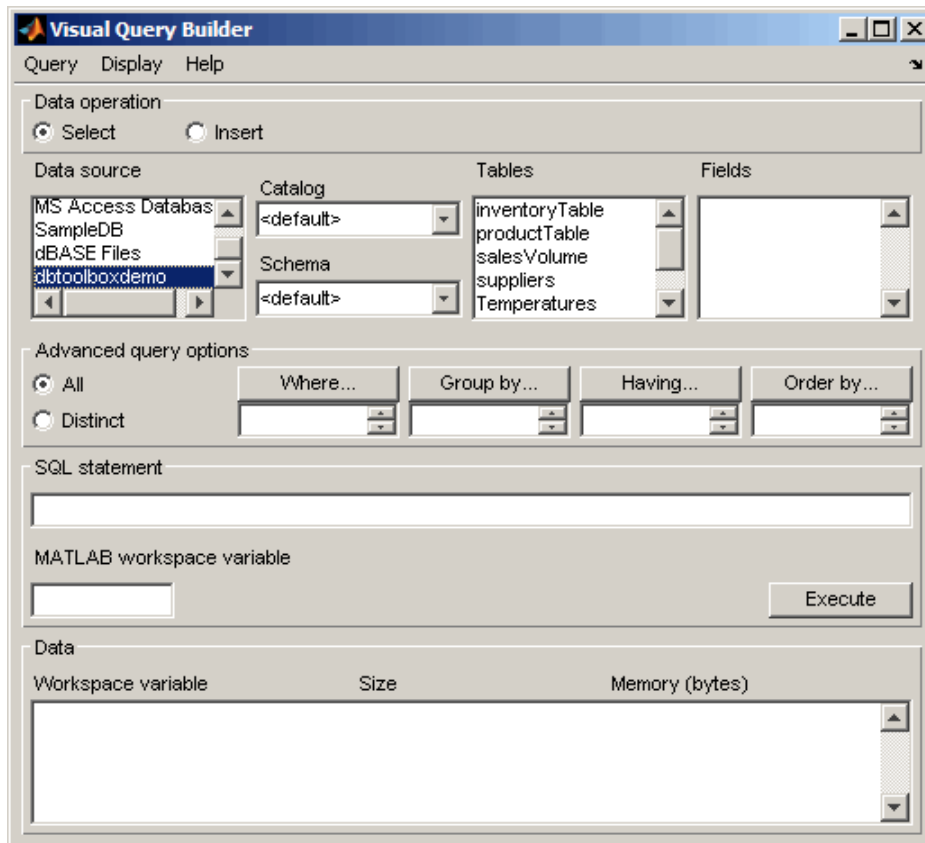 Visual Query Builder
Query Display Help
Data operation
Select Insert
Data source Catalog Tables Fields
MS Access Databas
SampleDB
dBASE Files
dbtoolboxdemo
<default>
Schema
<default>
inventoryTable
productTable
salesVolume
suppliers
Temperatures
Advanced query options
All Where... Group by... Having... Order by...
Distinct
SQL statement
MATLAB workspace variable
Execute
Data
Workspace variable Size Memory (bytes)